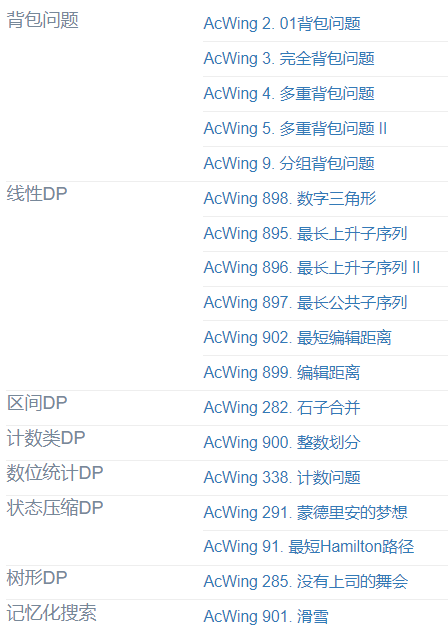 背包问题
AcWing 2. 01背包问题
AcWing 3. 完全背包问题
AcWing 4. 多重背包问题
AcWing 5. 多重背包问题 II
AcWing 9. 分组背包问题
线性DP
AcWing 898. 数字三角形
AcWing 895. 最长上升子序列
AcWing 896. 最长上升子序列 II
AcWing 897. 最长公共子序列
AcWing 902. 最短编辑距离
AcWing 899. 编辑距离
区间DP
AcWing 282. 石子合并
计数类DP
AcWing 900. 整数划分
数位统计DP
AcWing 338. 计数问题
状态压缩DP
AcWing 291. 蒙德里安的梦想
AcWing 91. 最短Hamilton路径
树形DP
AcWing 285. 没有上司的舞会
记忆化搜索
AcWing 901. 滑雪